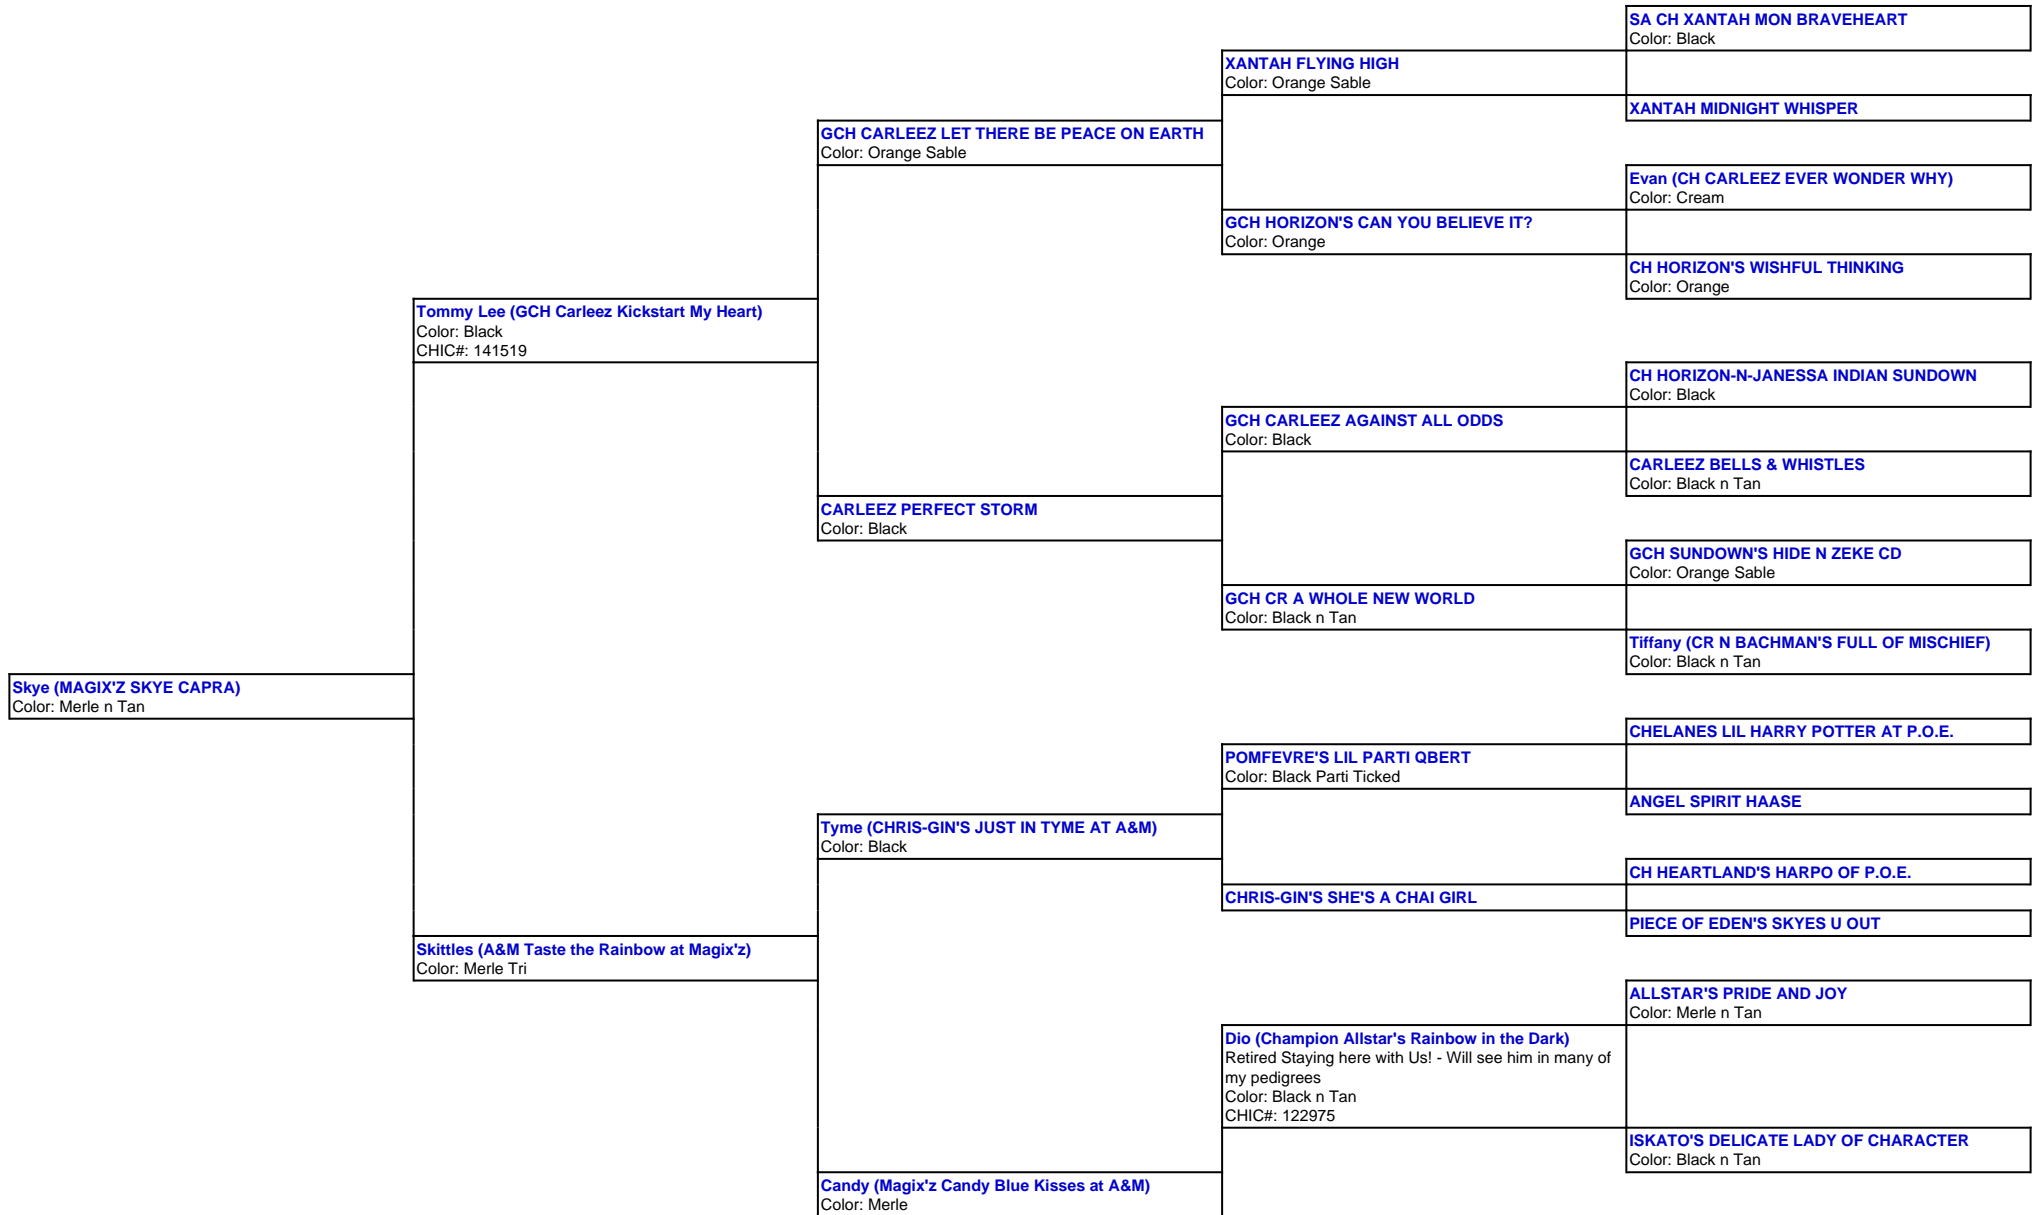 SA CH XANTAH MON BRAVEHEART
Color: Black
XANTAH FLYING HIGH
Color: Orange Sable
XANTAH MIDNIGHT WHISPER
GCH CARLEEZ LET THERE BE PEACE ON EARTH
Color: Orange Sable
Evan (CH CARLEEZ EVER WONDER WHY)
Color: Cream
GCH HORIZON'S CAN YOU BELIEVE IT?
Color: Orange
CH HORIZON'S WISHFUL THINKING
Color: Orange
Tommy Lee (GCH Carleez Kickstart My Heart)
Color: Black
CHIC#: 141519
CH HORIZON-N-JANESSA INDIAN SUNDOWN
Color: Black
GCH CARLEEZ AGAINST ALL ODDS
Color: Black
CARLEEZ BELLS & WHISTLES
Color: Black n Tan
CARLEEZ PERFECT STORM
Color: Black
GCH SUNDOWN'S HIDE N ZEKE CD
Color: Orange Sable
GCH CR A WHOLE NEW WORLD
Color: Black n Tan
Tiffany (CR N BACHMAN'S FULL OF MISCHIEF)
Color: Black n Tan
Skye (MAGIX'Z SKYE CAPRA)
Color: Merle n Tan
CHELANES LIL HARRY POTTER AT P.O.E.
POMFEVRE'S LIL PARTI QBERT
Color: Black Parti Ticked
ANGEL SPIRIT HAASE
Tyme (CHRIS-GIN'S JUST IN TYME AT A&M)
Color: Black
CH HEARTLAND'S HARPO OF P.O.E.
CHRIS-GIN'S SHE'S A CHAI GIRL
PIECE OF EDEN'S SKYES U OUT
Skittles (A&M Taste the Rainbow at Magix'z)
Color: Merle Tri
ALLSTAR'S PRIDE AND JOY
Color: Merle n Tan
Dio (Champion Allstar's Rainbow in the Dark)
Retired Staying here with Us! - Will see him in many of
my pedigrees
Color: Black n Tan
CHIC#: 122975
ISKATO'S DELICATE LADY OF CHARACTER
Color: Black n Tan
Candy (Magix'z Candy Blue Kisses at A&M)
Color: Merle